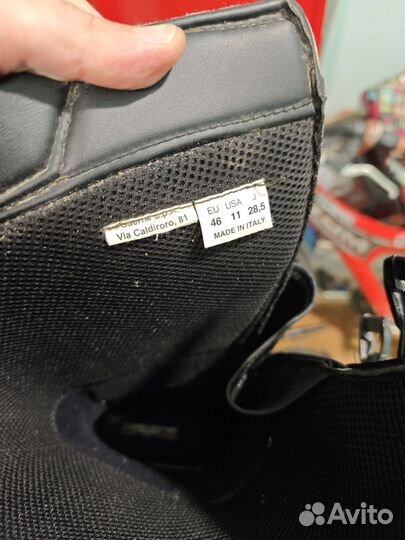 Via Caldiroro, 81
EU USA J
46 11 28,5
MADE IN ITALY
Avito